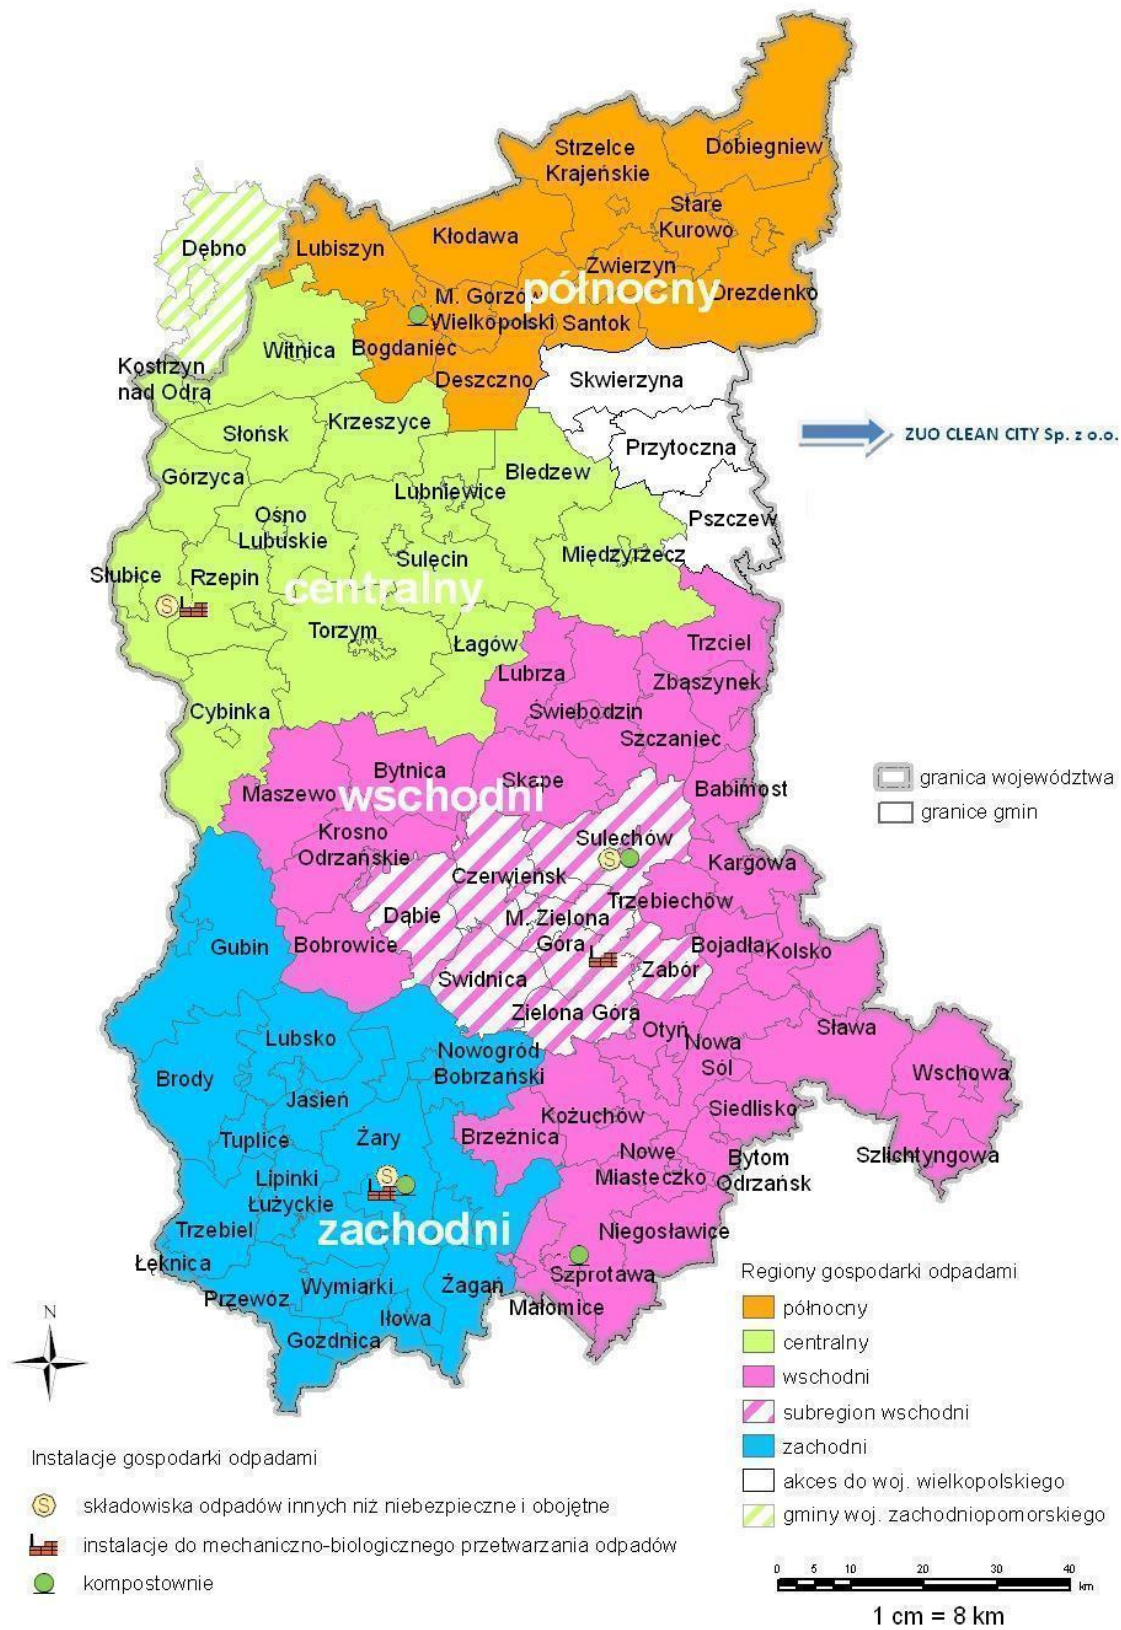 Dobiegniew
Strzelce
Krajeńskie
Stare
Kurowo
Kłodawa
Lubiszyn
Dębno
Zwierzyn
północny
Drezdenko
M. Gorzów
Wielkopolski
Santok
Witnica
Bogdaniec
Kostrzyn
nad Odrą
Deszczno
Skwierzyna
Krzeszyce
Słońsk
Przytoczna
ZUO CLEAN CITY Sp. z o.o.
Górzyca
Bledzew
Lubniewice
Ośno
Lubuskie
Pszczew
Sulęcin
Międzyrzecz
Słubice
Rzepin
centralny
S
Torzym
Łagów
Trzciel
Lubrza
Zbąszynek
Cybinka
Świebodzin
Szczaniec
Bytnica
Skąpe
Maszewo
wschodni
Babimost
granica województwa
granice gmin
Krosno
Odrzańskie
Sulechów
S
Kargowa
Czerwieńsk
Trzebiechów
Dąbie
M. Zielona
Góra
Gubin
Bobrowice
Bojadła
Kolsko
Zabór
Świdnica
Zielona Góra
Otyń
Nowa
Sól
Sława
Lubsko
Nowogród
Bobrzański
Wschowa
Brody
Jasień
Kożuchów
Siedlisko
Tuplice
Żary
Brzeźnica
Nowe
Miasteczko
Bytom
Odrzańsk
Szlichtyngowa
Lipinki
Łużyckie
S
Trzebiel
zachodni
Niegosławice
Łęknica
Przewóz
Wymiarki
Żagań
Szprotawa
Małomice
Iłowa
Gozdnica
N
Regiony gospodarki odpadami
północny
centralny
wschodni
subregion wschodni
zachodni
akces do woj. wielkopolskiego
gminy woj. zachodniopomorskiego
Instalacje gospodarki odpadami
S składowiska odpadów innych niż niebezpieczne i obojętne
instalacje do mechaniczno-biologicznego przetwarzania odpadów
kompostownie
0 5 10 20 30 40
km
1 cm = 8 km